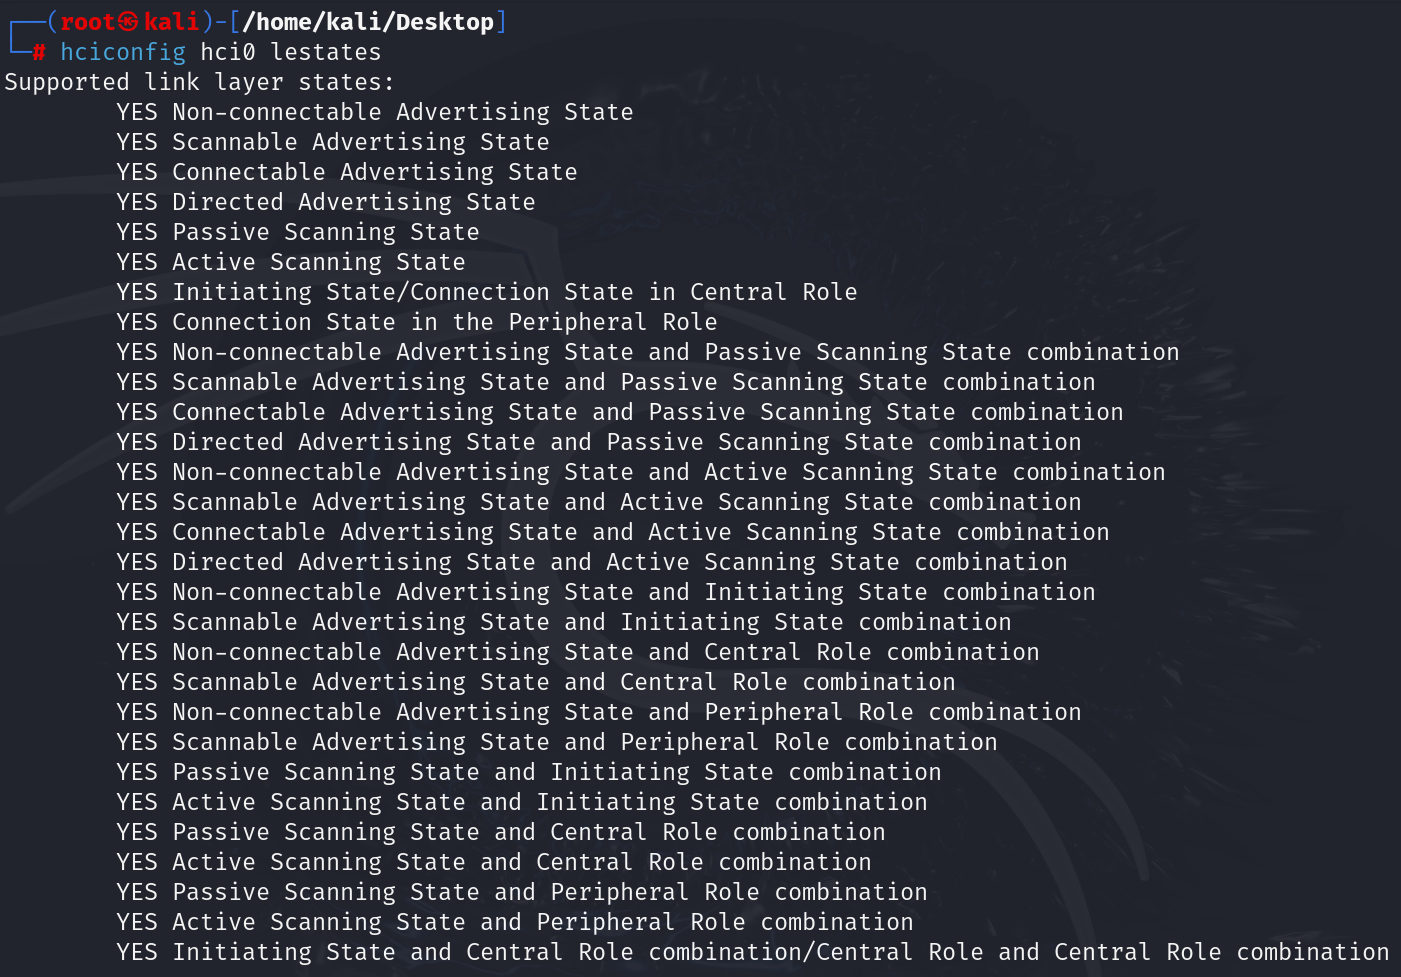 ┌──(root㉿kali)-[/home/kali/Desktop]
└─# hciconfig hci0 lestates
Supported link layer states:
YES Non-connectable Advertising State
YES Scannable Advertising State
YES Connectable Advertising State
YES Directed Advertising State
YES Passive Scanning State
YES Active Scanning State
YES Initiating State/Connection State in Central Role
YES Connection State in the Peripheral Role
YES Non-connectable Advertising State and Passive Scanning State combination
YES Scannable Advertising State and Passive Scanning State combination
YES Connectable Advertising State and Passive Scanning State combination
YES Directed Advertising State and Passive Scanning State combination
YES Non-connectable Advertising State and Active Scanning State combination
YES Scannable Advertising State and Active Scanning State combination
YES Connectable Advertising State and Active Scanning State combination
YES Directed Advertising State and Active Scanning State combination
YES Non-connectable Advertising State and Initiating State combination
YES Scannable Advertising State and Initiating State combination
YES Non-connectable Advertising State and Central Role combination
YES Scannable Advertising State and Central Role combination
YES Non-connectable Advertising State and Peripheral Role combination
YES Scannable Advertising State and Peripheral Role combination
YES Passive Scanning State and Initiating State combination
YES Active Scanning State and Initiating State combination
YES Passive Scanning State and Central Role combination
YES Active Scanning State and Central Role combination
YES Passive Scanning State and Peripheral Role combination
YES Active Scanning State and Peripheral Role combination
YES Initiating State and Central Role combination/Central Role and Central Role combination